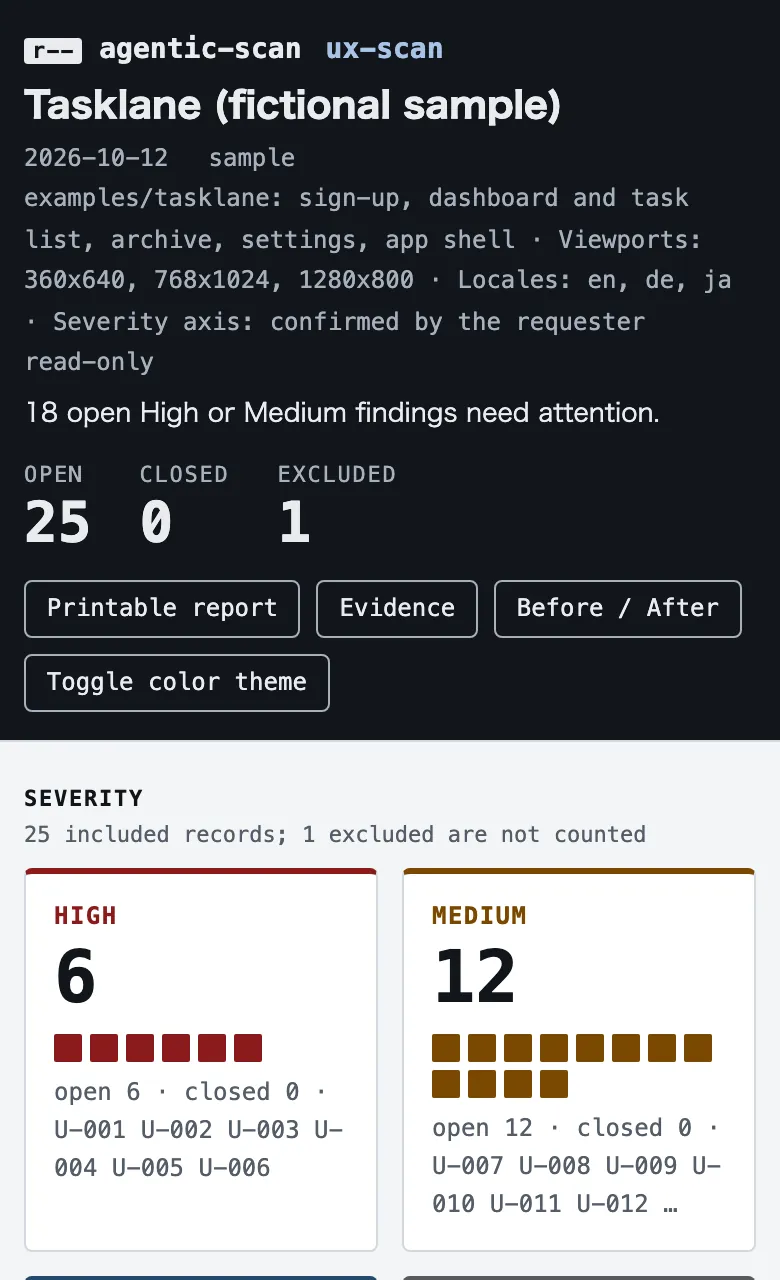 r-- agentic-scan ux-scan
Tasklane (fictional sample)
2026-10-12 sample
examples/tasklane: sign-up, dashboard and task
list, archive, settings, app shell · Viewports:
360x640, 768x1024, 1280x800 · Locales: en, de, ja
· Severity axis: confirmed by the requester
read-only
18 open High or Medium findings need attention.
OPEN CLOSED EXCLUDED
25 0 1
Printable report Evidence Before / After
Toggle color theme
SEVERITY
25 included records; 1 excluded are not counted
HIGH
6
open 6 · closed 0 ·
U-001 U-002 U-003 U-
004 U-005 U-006
MEDIUM
12
open 12 · closed 0 ·
U-007 U-008 U-009 U-
010 U-011 U-012 …